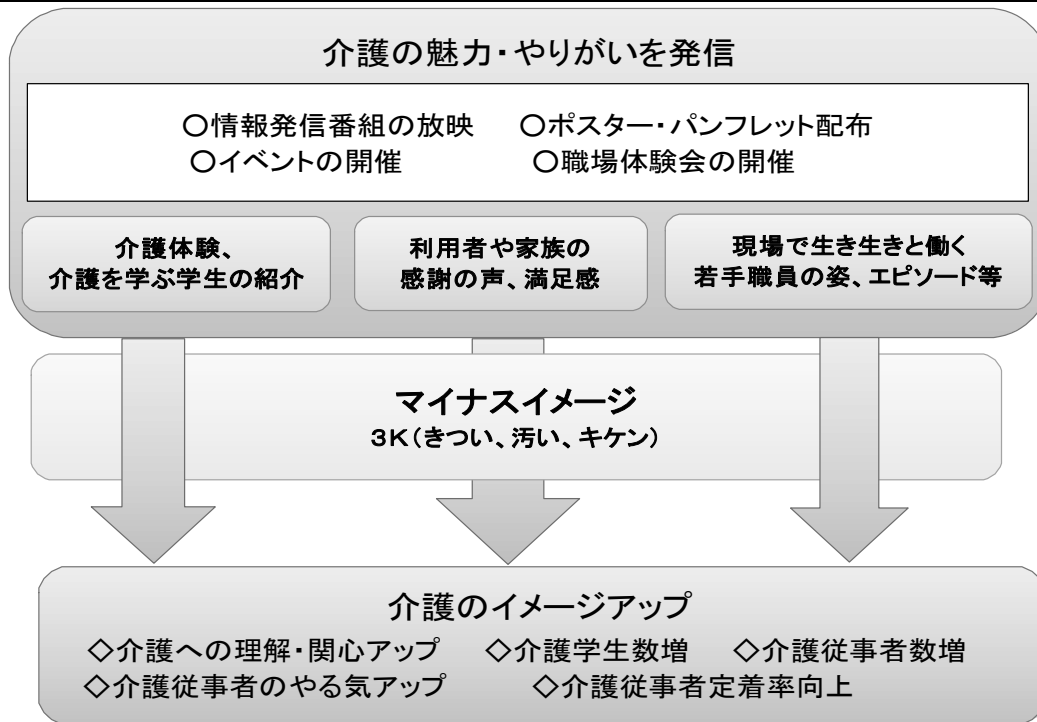 介護の魅力・やりがいを発信
○情報発信番組の放映 ○ポスター・パンフレット配布
○イベントの開催 ○職場体験会の開催
介護体験、
介護を学ぶ学生の紹介
利用者や家族の
感謝の声、満足感
現場で生き生きと働く
若手職員の姿、エピソード等
マイナスイメージ
３Ｋ（きつい、汚い、キケン）
介護のイメージアップ
◇介護への理解・関心アップ ◇介護学生数増 ◇介護従事者数増
◇介護従事者のやる気アップ ◇介護従事者定着率向上